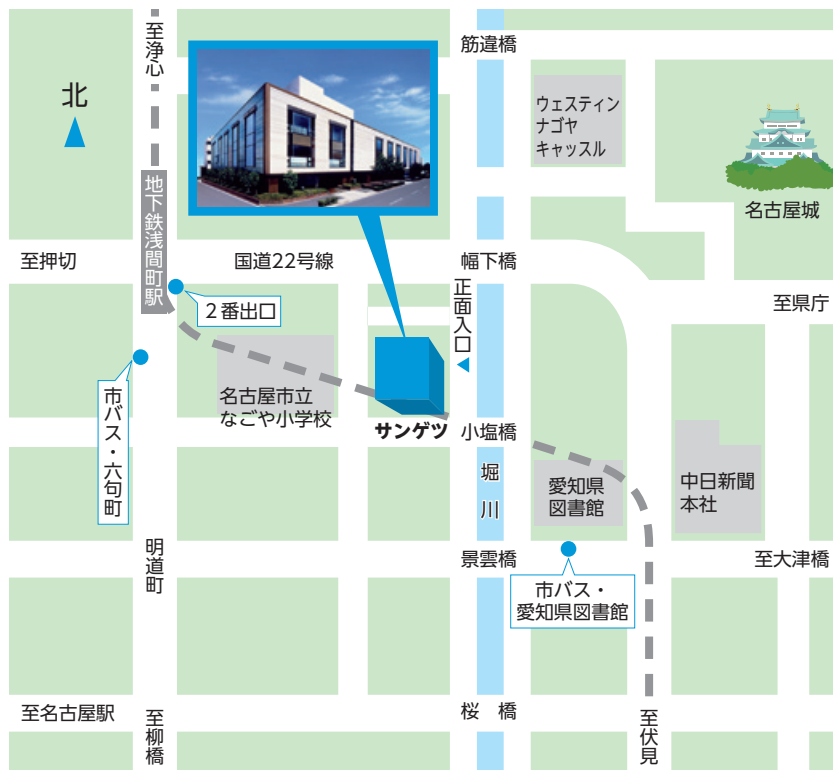 至浄心
筋違橋
北
ウェスティン
ナゴヤ
キャッスル
名古屋城
地下鉄浅間町駅
至押切
国道22号線
幅下橋
正面入口
至県庁
2番出口
市バス・六句町
名古屋市立
なごや小学校
サンゲツ
小塩橋
堀川
愛知県
図書館
中日新聞
本社
明道町
景雲橋
至大津橋
市バス・
愛知県図書館
至名古屋駅
至柳橋
桜　橋
至伏見